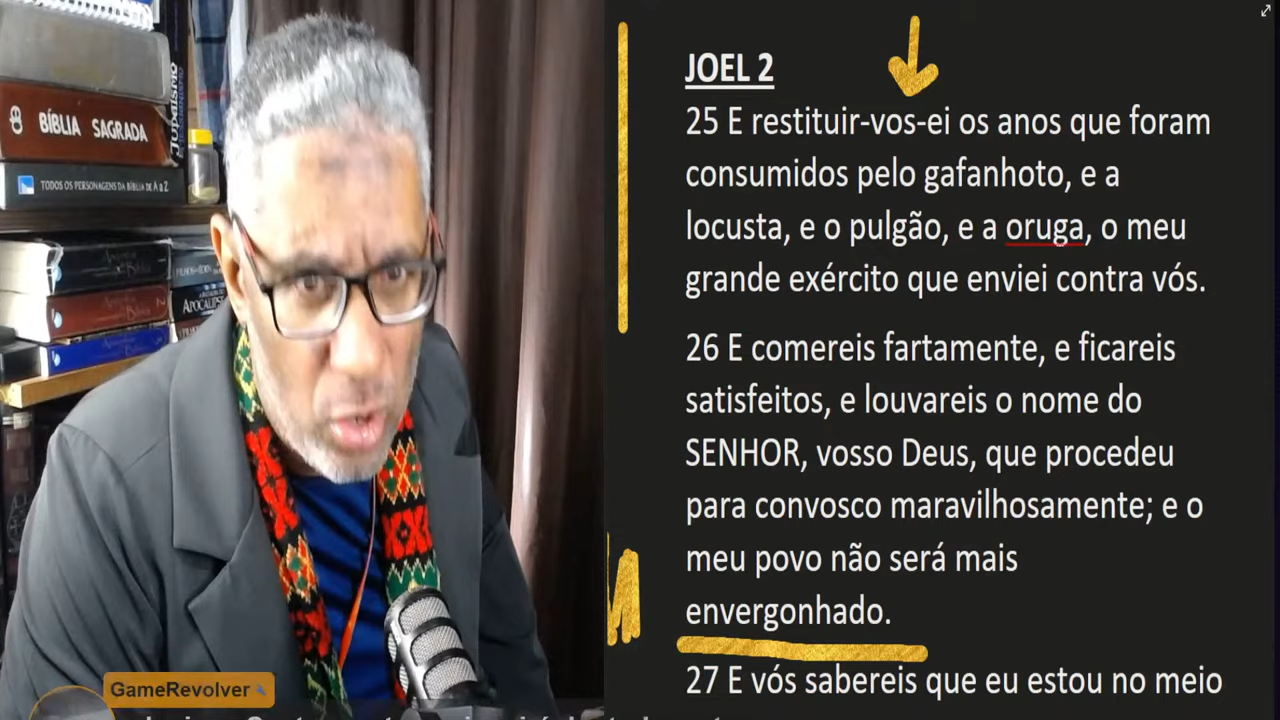 BÍBLIA SAGRADA
TODOS OS PERSONAGENS DA BÍBLIA DE A a Z
APOCALIPSE
GameRevolver
JOEL 2
25 E restituir-vos-ei os anos que foram
consumidos pelo gafanhoto, e a
locusta, e o pulgão, e a oruga, o meu
grande exército que enviei contra vós.
26 E comereis fartamente, e ficareis
satisfeitos, e louvareis o nome do
SENHOR, vosso Deus, que procedeu
para convosco maravilhosamente; e o
meu povo não será mais
envergonhado.
27 E vós sabereis que eu estou no meio